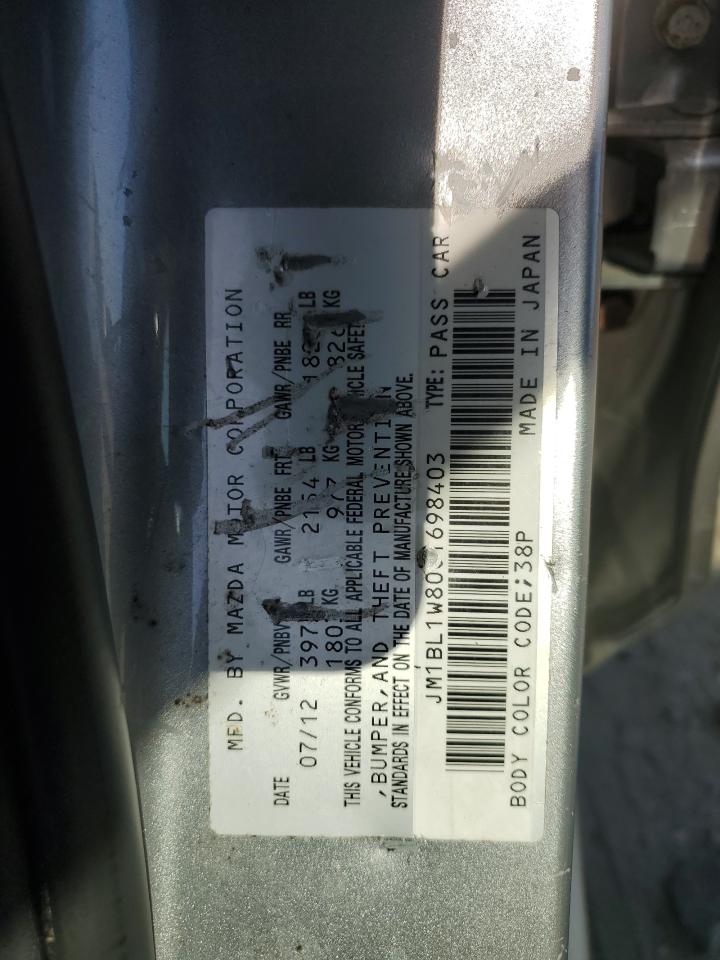 MFD. BY MAZDA MOTOR CORPORATION
DATE GVWR/PNBV GAWR/PNBE FRT GAWR/PNBE RR
07/12 LB LB LB
KG. KG KG
THIS VEHICLE CONFORMS TO ALL APPLICABLE FEDERAL MOTOR VEHICLE SAFETY
,BUMPER,AND THEFT PREVENTION
STANDARDS IN EFFECT ON THE DATE OF MANUFACTURE SHOWN ABOVE.
TYPE: PASS CAR
BODY COLOR CODE;38P MADE IN JAPAN